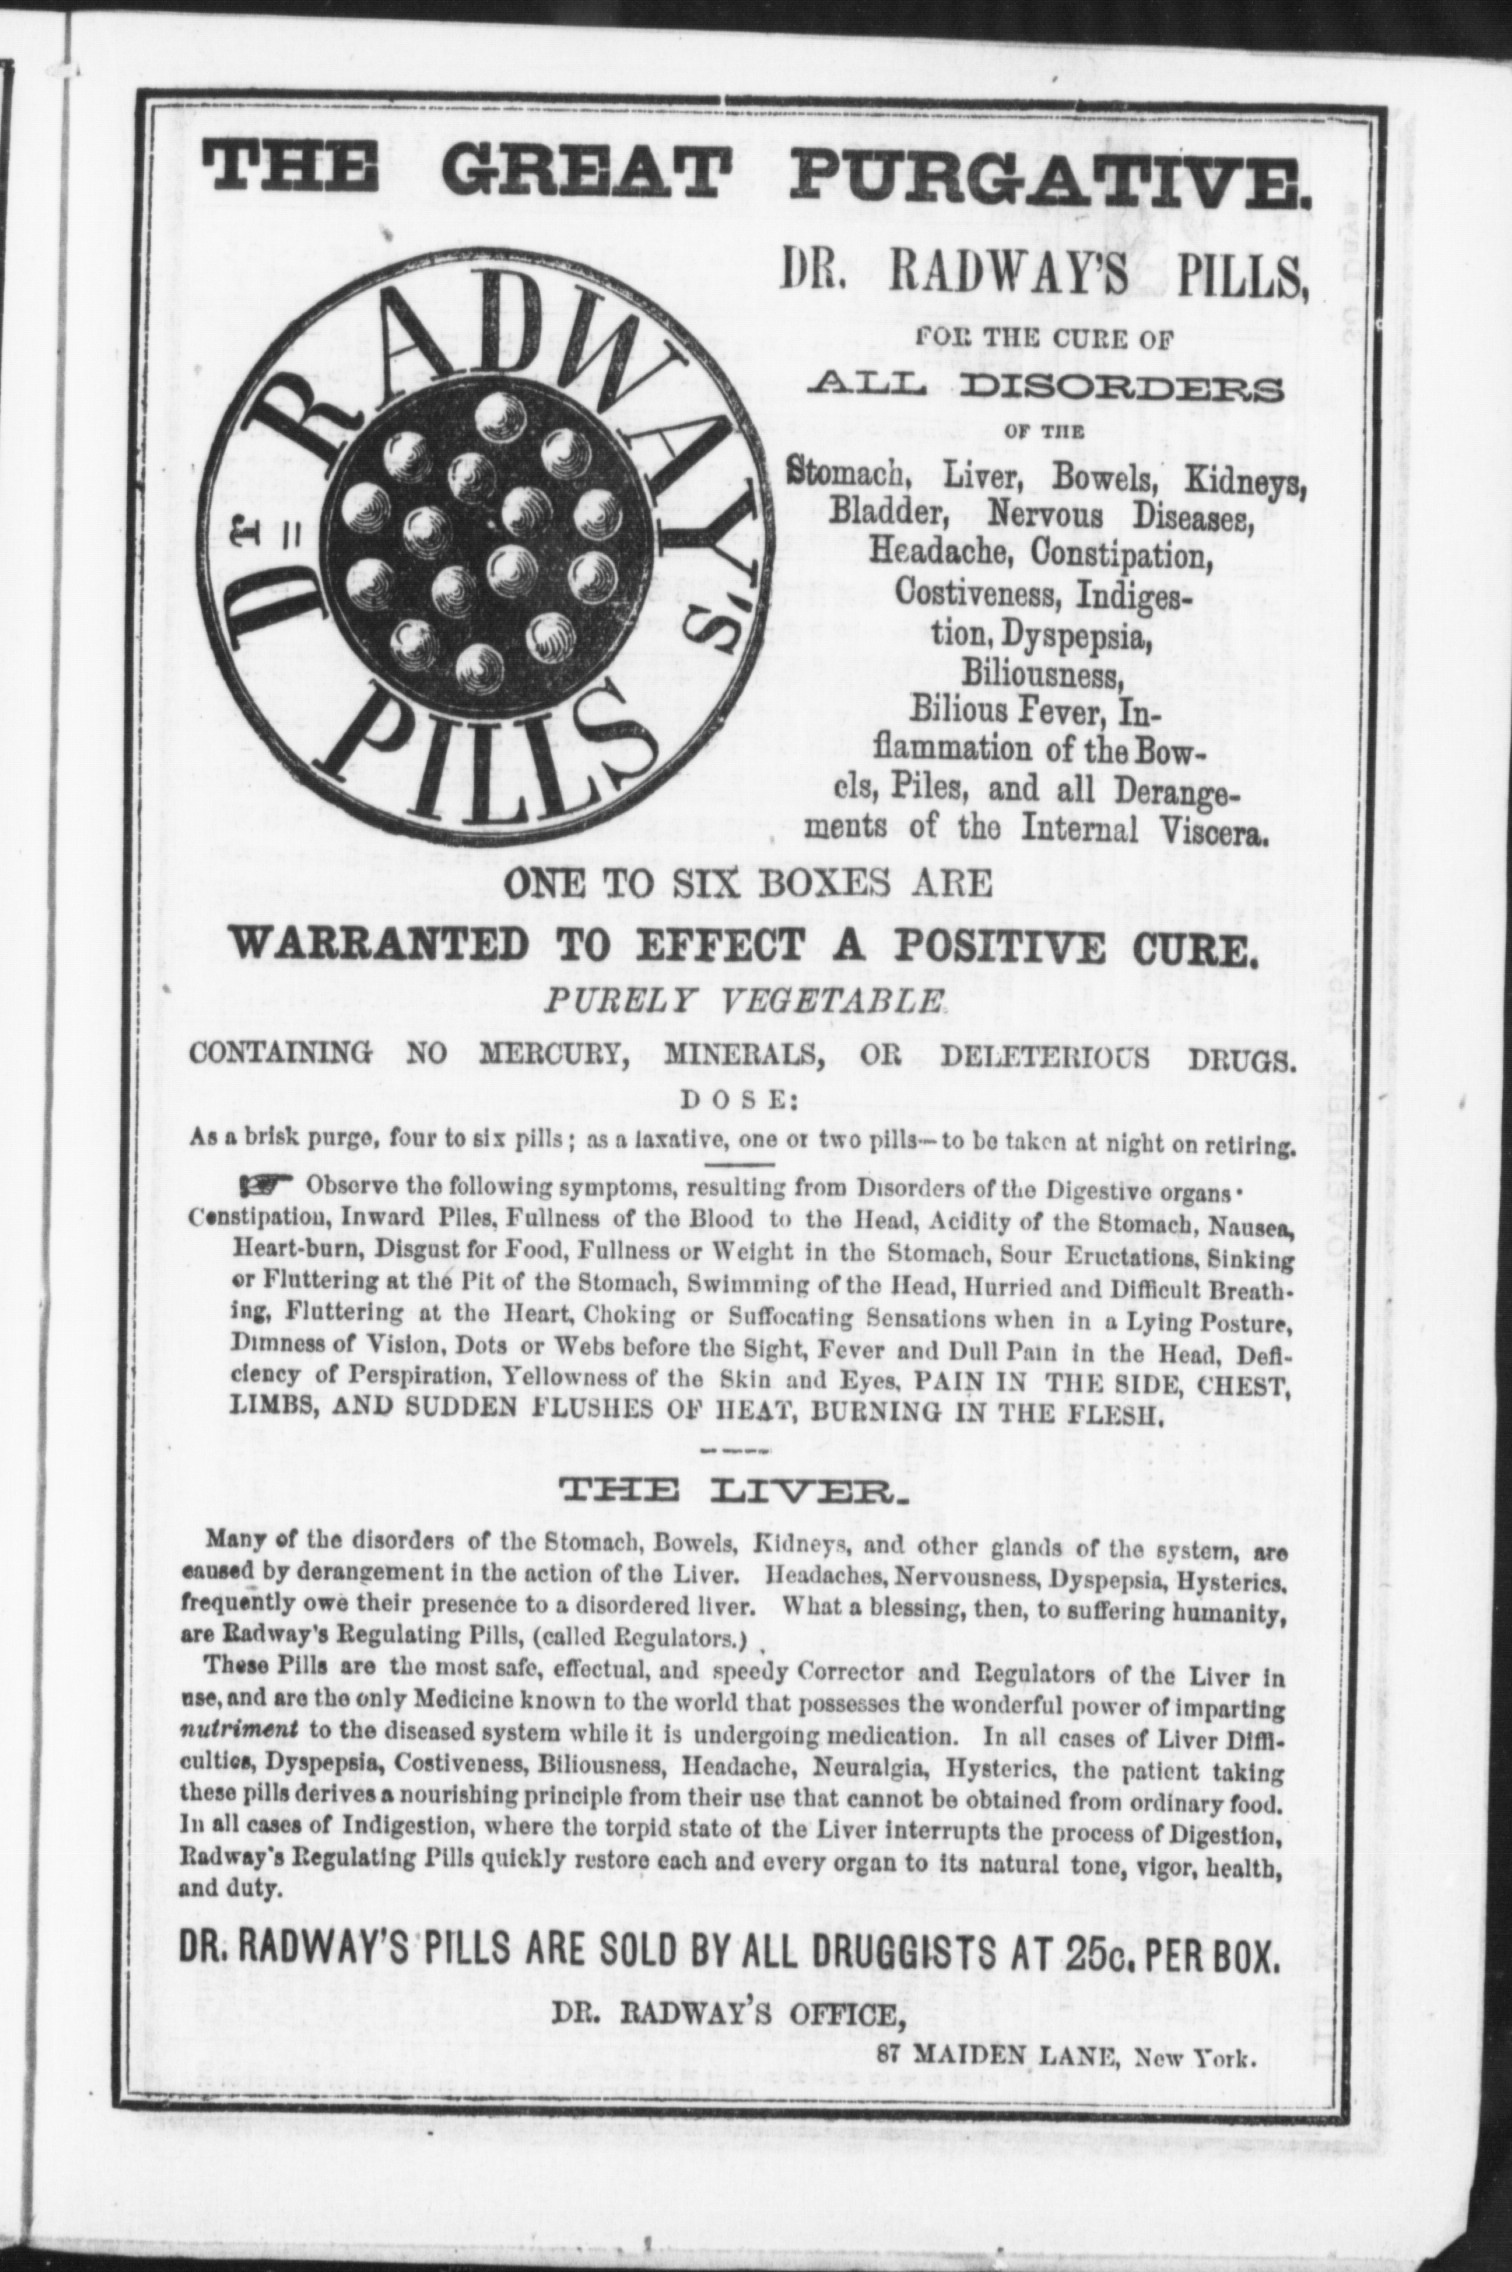 THE GREAT PURGATIVE.
DR RADWAY'S PILLS
DR. RADWAY'S PILLS,
FOR THE CURE OF
ALL DISORDERS
OF THE
Stomach, Liver, Bowels, Kidneys,
Bladder, Nervous Diseases,
Headache, Constipation,
Costiveness, Indiges-
tion, Dyspepsia,
Biliousness,
Bilious Fever, In-
flammation of the Bow-
els, Piles, and all Derange-
ments of the Internal Viscera.
ONE TO SIX BOXES ARE
WARRANTED TO EFFECT A POSITIVE CURE.
PURELY VEGETABLE
CONTAINING NO MERCURY, MINERALS, OR DELETERIOUS DRUGS.
DOSE:
As a brisk purge, four to six pills; as a laxative, one or two pills—to be taken at night on retiring.
☞ Observe the following symptoms, resulting from Disorders of the Digestive organs·
Constipation, Inward Piles, Fullness of the Blood to the Head, Acidity of the Stomach, Nausea,
Heart-burn, Disgust for Food, Fullness or Weight in the Stomach, Sour Eructations, Sinking
or Fluttering at the Pit of the Stomach, Swimming of the Head, Hurried and Difficult Breath-
ing, Fluttering at the Heart, Choking or Suffocating Sensations when in a Lying Posture,
Dimness of Vision, Dots or Webs before the Sight, Fever and Dull Pain in the Head, Defi-
ciency of Perspiration, Yellowness of the Skin and Eyes, PAIN IN THE SIDE, CHEST,
LIMBS, AND SUDDEN FLUSHES OF HEAT, BURNING IN THE FLESH.
THE LIVER.
Many of the disorders of the Stomach, Bowels, Kidneys, and other glands of the system, are
caused by derangement in the action of the Liver. Headaches, Nervousness, Dyspepsia, Hysterics,
frequently owe their presence to a disordered liver. What a blessing, then, to suffering humanity,
are Radway's Regulating Pills, (called Regulators.)
These Pills are the most safe, effectual, and speedy Corrector and Regulators of the Liver in
use, and are the only Medicine known to the world that possesses the wonderful power of imparting
nutriment to the diseased system while it is undergoing medication. In all cases of Liver Diffi-
culties, Dyspepsia, Costiveness, Biliousness, Headache, Neuralgia, Hysterics, the patient taking
these pills derives a nourishing principle from their use that cannot be obtained from ordinary food.
In all cases of Indigestion, where the torpid state of the Liver interrupts the process of Digestion,
Radway's Regulating Pills quickly restore each and every organ to its natural tone, vigor, health,
and duty.
DR. RADWAY'S PILLS ARE SOLD BY ALL DRUGGISTS AT 25c. PER BOX.
DR. RADWAY'S OFFICE,
87 MAIDEN LANE, New York.